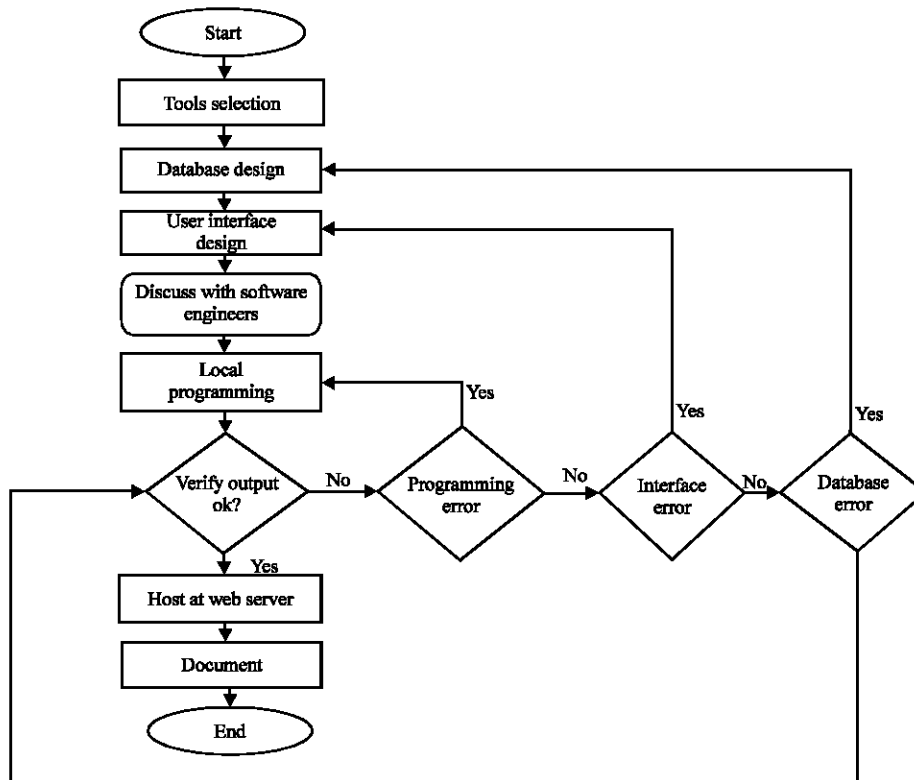 Start
Tools selection
Database design
User interface
design
Discuss with software
engineers
Local
programming
Yes
Yes
Yes
Verify output
ok?
No
Programming
error
No
Interface
error
No
Database
error
Yes
Host at web server
Document
End